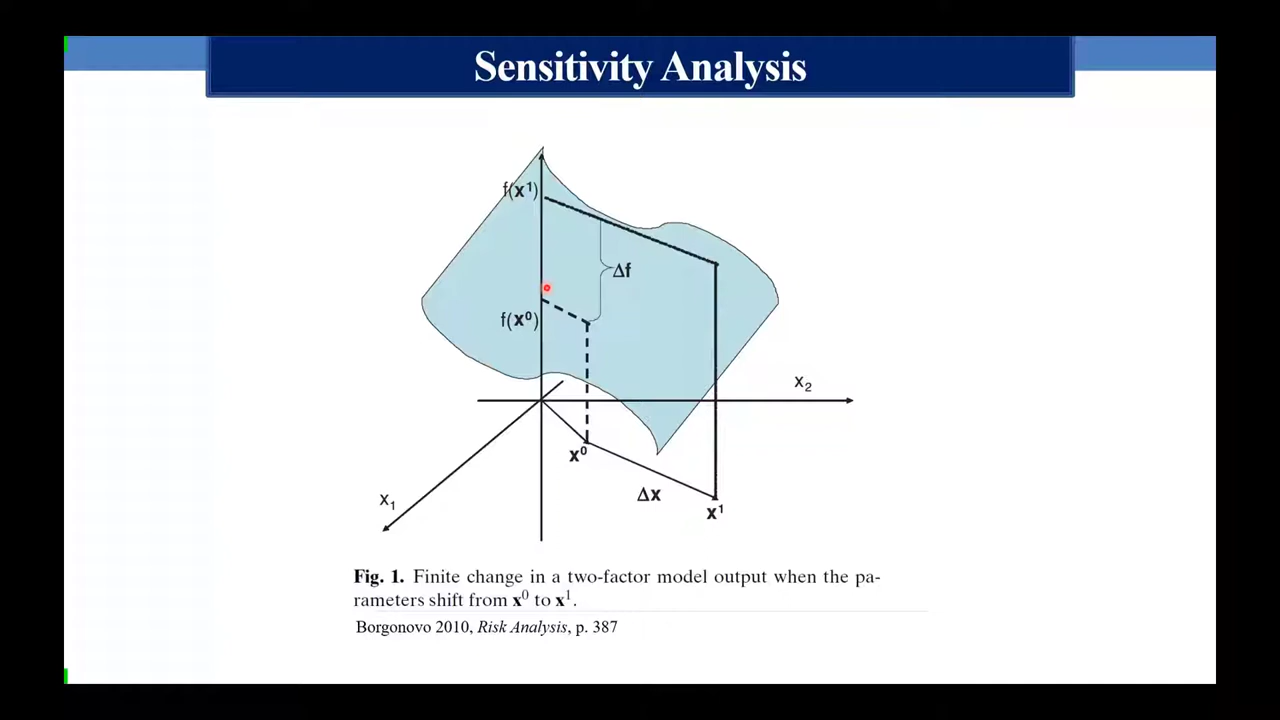 Sensitivity Analysis
f(x¹)
Δf
f(x⁰)
x₂
x⁰
x₁
Δx
x¹
Fig. 1. Finite change in a two-factor model output when the pa-
rameters shift from x⁰ to x¹.
Borgonovo 2010, Risk Analysis, p. 387